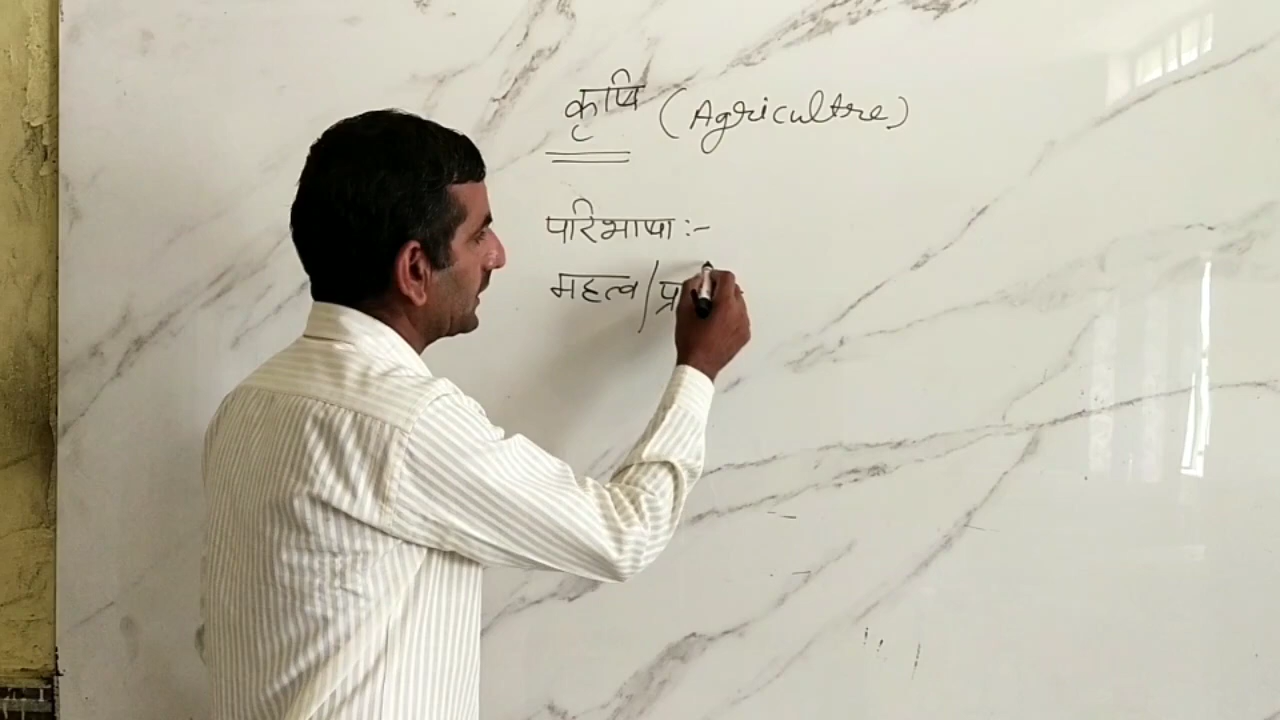 कृषि (Agricultre)
परिभाषा :-
महत्व/प्र